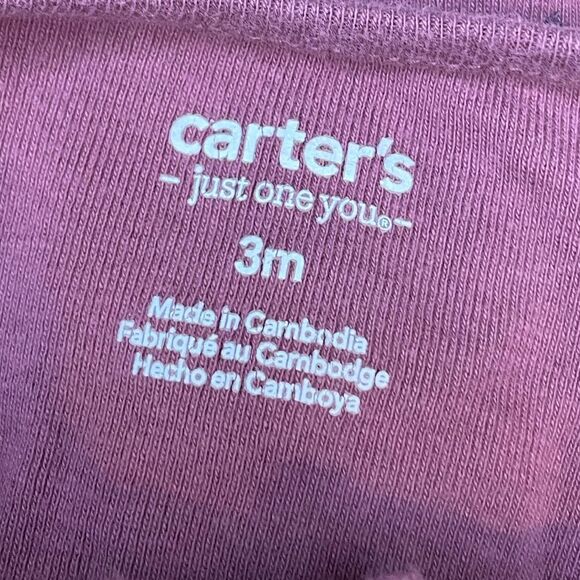 carter's
- just one you®-
3m
Made in Cambodia
Fabriqué au Cambodge
Hecho en Camboya